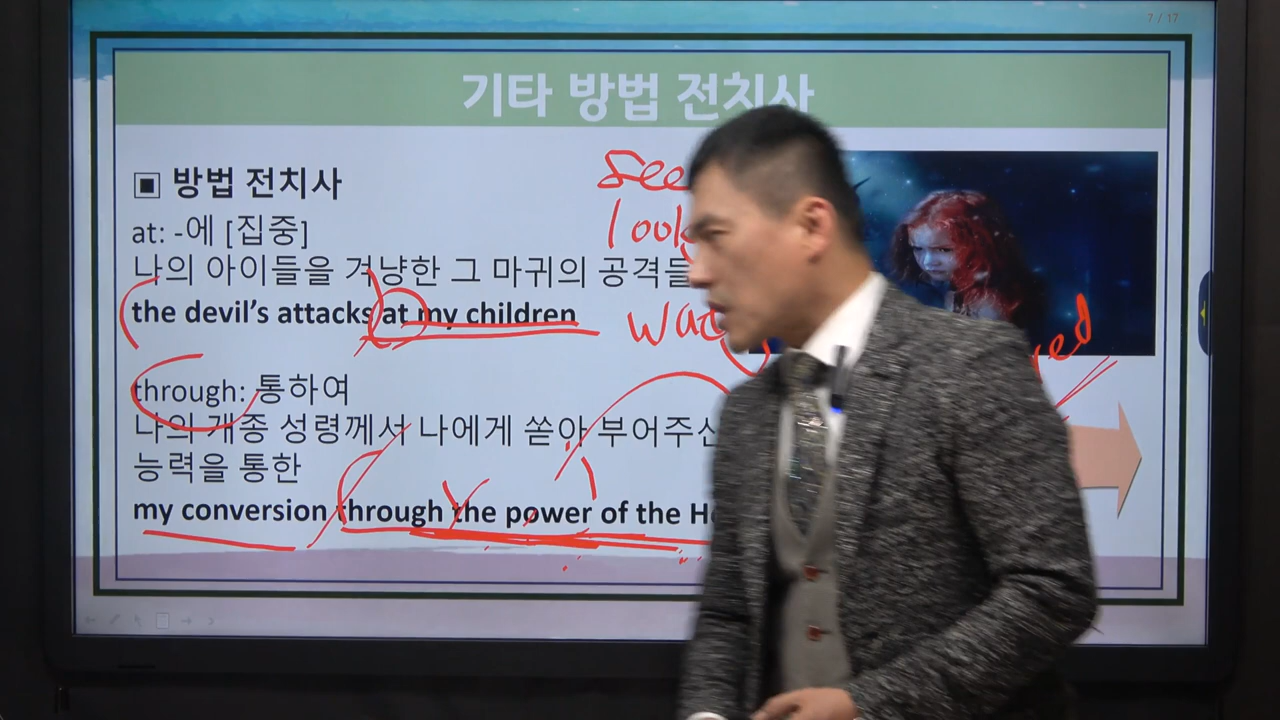 7 / 17
기타 방법 전치사
▣ 방법 전치사
see
look
at: -에 [집중]
나의 아이들을 겨냥한 그 마귀의 공격들
the devil's attacks at my children
through: 통하여
나의 개종 성령께서 나에게 쏟아 부어주신
능력을 통한
my conversion through the power of the